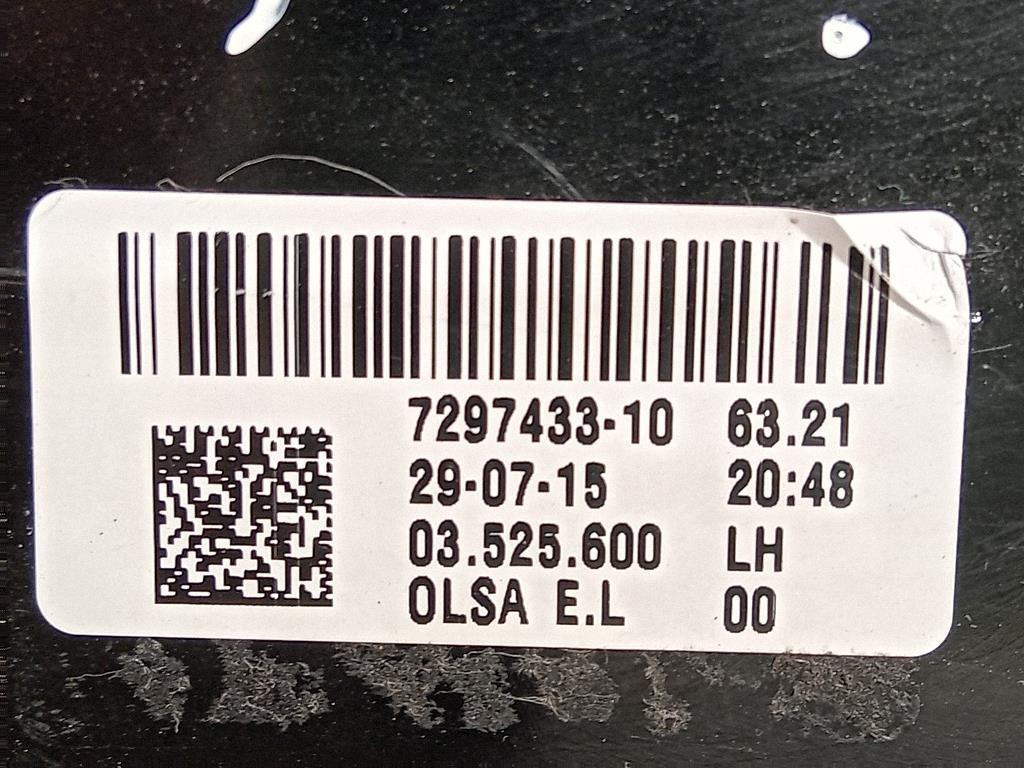 7297433-10 63.21
29-07-15 20:48
03.525.600 LH
OLSA E.L 00